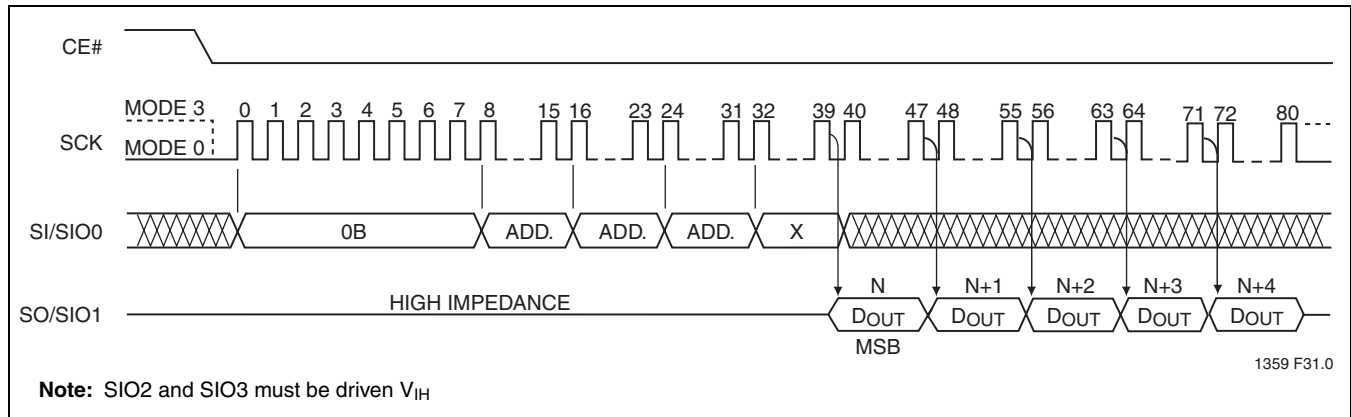 CE#
MODE 3 0 1 2 3 4 5 6 7 8 15 16 23 24 31 32 39 40 47 48 55 56 63 64 71 72 80
SCK
MODE 0
SI/SIO0 0B ADD. ADD. ADD. X
N N+1 N+2 N+3 N+4
HIGH IMPEDANCE
SO/SIO1 DOUT DOUT DOUT DOUT DOUT
MSB
1359 F31.0
Note: SIO2 and SIO3 must be driven VIH